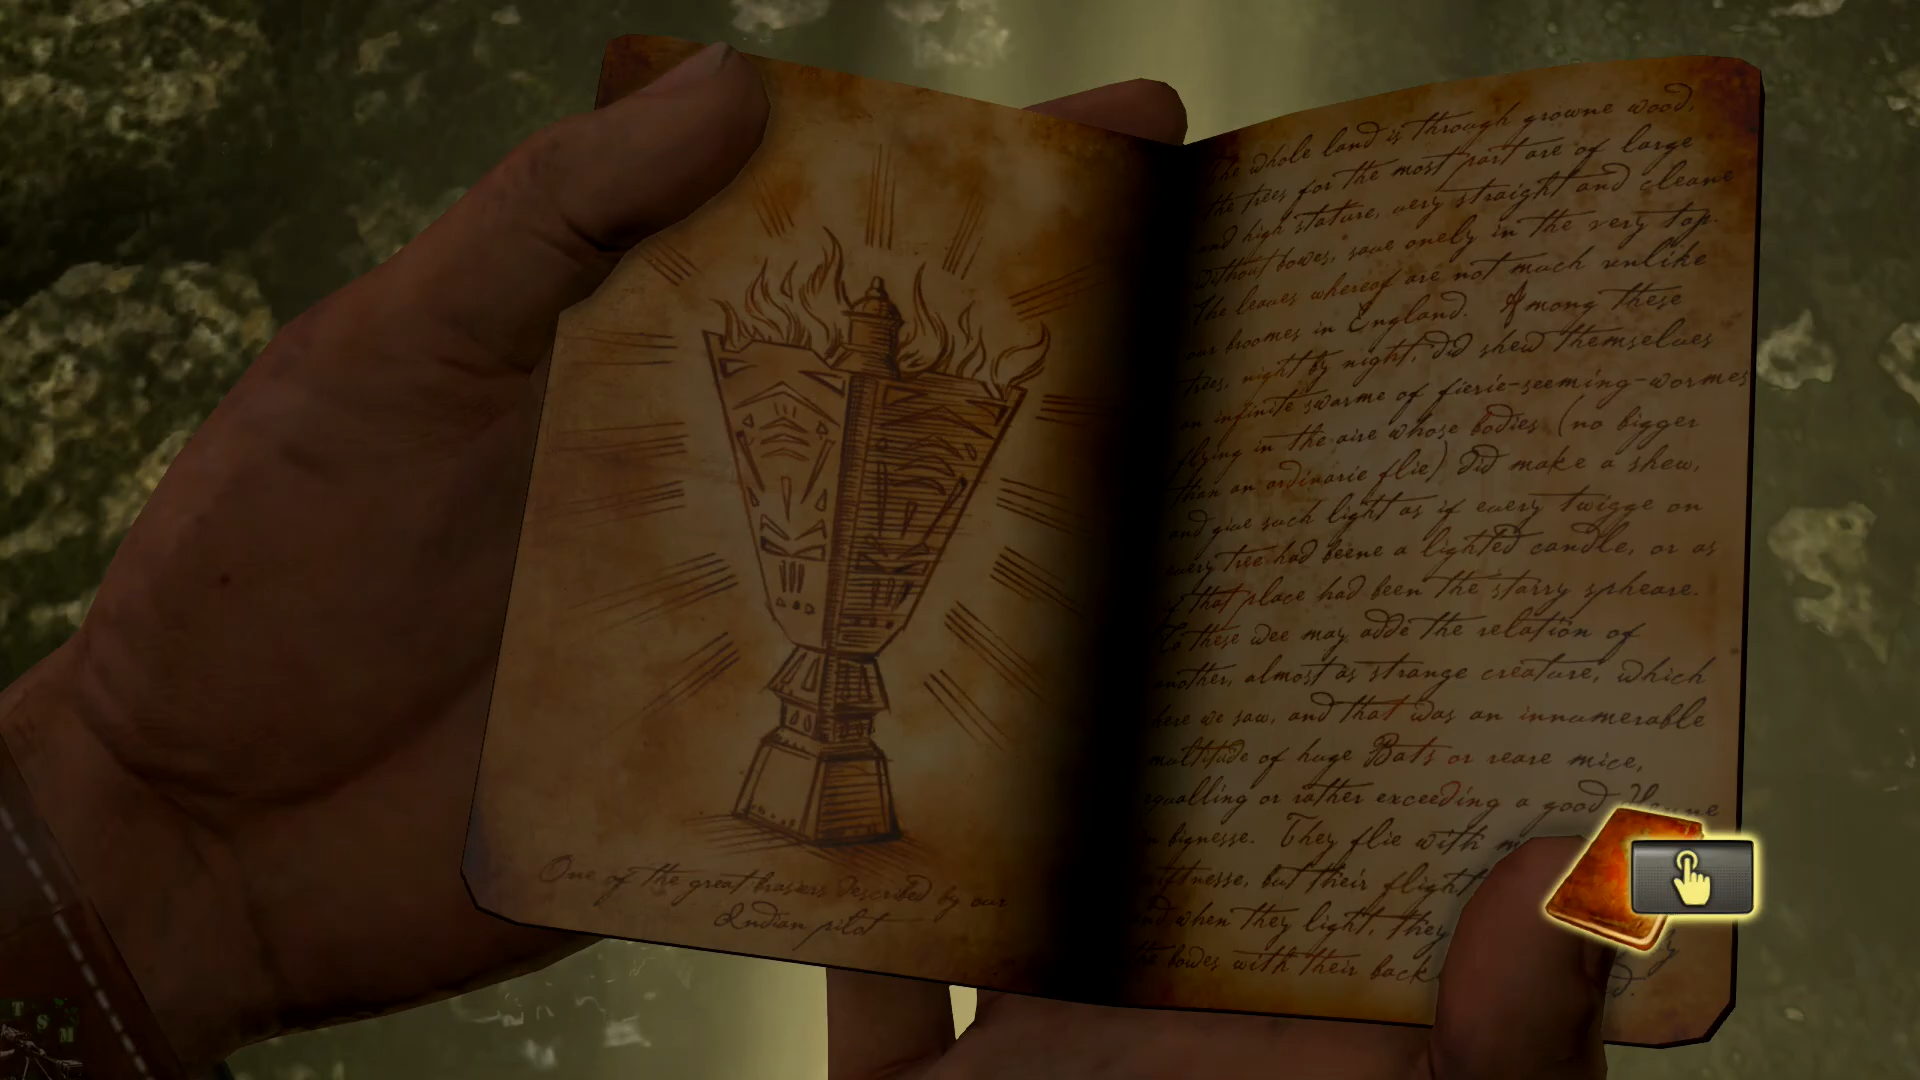 One of the great brasiers described by our
Indian pilot
The whole land is through growne wood,
the trees for the most part are of large
and high stature, very straight and cleane
without bowes, save onely in the very top.
The leaves whereof are not much unlike
our broomes in England. Among these
trees, night by night, did shew themselves
an infinite swarme of fierie-seeming-wormes
flying in the aire whose bodies (no bigger
than an ordinarie flie) did make a shew,
and give such light as if every twigge on
every tree had beene a lighted candle, or as
if that place had been the starry spheare.
To these wee may adde the relation of
another, almost as strange creature, which
here we saw, and that was an innumerable
multitude of huge Bats or reare mice,
equalling or rather exceeding a good Henne
in bignesse. They flie with
swiftnesse, but their flight
and when they light, they
the bowes with their back
T S
S M